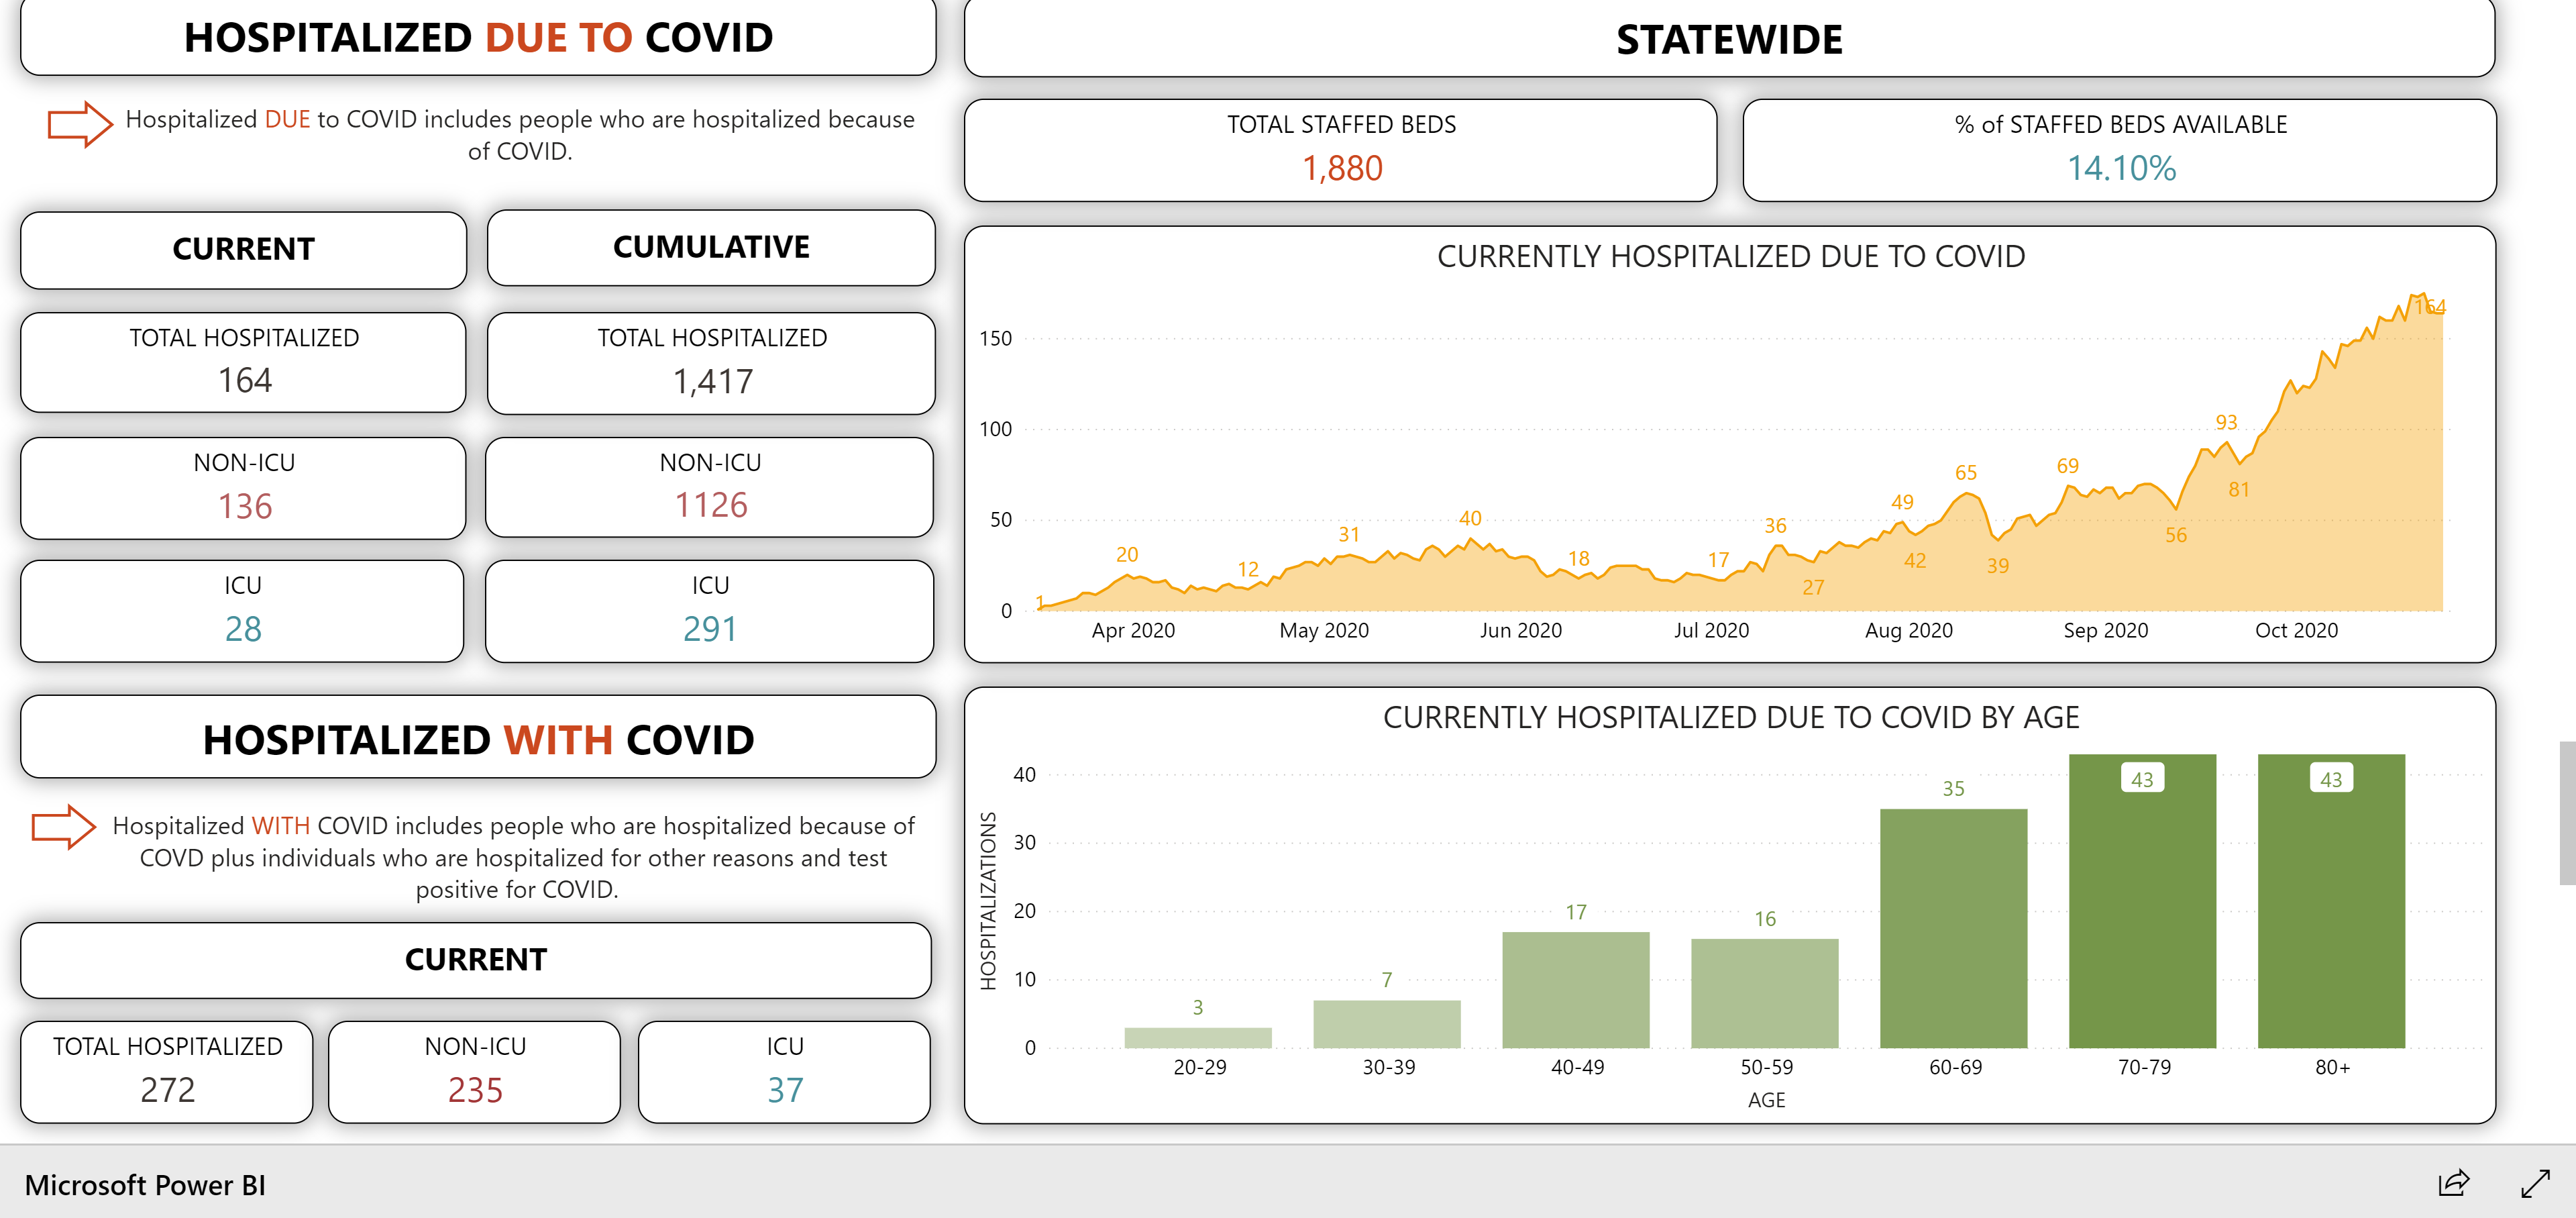 HOSPITALIZED DUE TO COVID
Hospitalized DUE to COVID includes people who are hospitalized because
of COVID.
CURRENT
CUMULATIVE
TOTAL HOSPITALIZED
164
TOTAL HOSPITALIZED
1,417
NON-ICU
136
NON-ICU
1126
ICU
28
ICU
291
HOSPITALIZED WITH COVID
Hospitalized WITH COVID includes people who are hospitalized because of
COVD plus individuals who are hospitalized for other reasons and test
positive for COVID.
CURRENT
TOTAL HOSPITALIZED
272
NON-ICU
235
ICU
37
STATEWIDE
TOTAL STAFFED BEDS
1,880
% of STAFFED BEDS AVAILABLE
14.10%
CURRENTLY HOSPITALIZED DUE TO COVID
150
100
50
0
1
20
12
31
40
18
17
36
27
49
42
65
39
69
56
93
81
164
Apr 2020
May 2020
Jun 2020
Jul 2020
Aug 2020
Sep 2020
Oct 2020
CURRENTLY HOSPITALIZED DUE TO COVID BY AGE
HOSPITALIZATIONS
40
30
20
10
0
3
7
17
16
35
43
43
20-29
30-39
40-49
50-59
60-69
70-79
80+
AGE
Microsoft Power BI